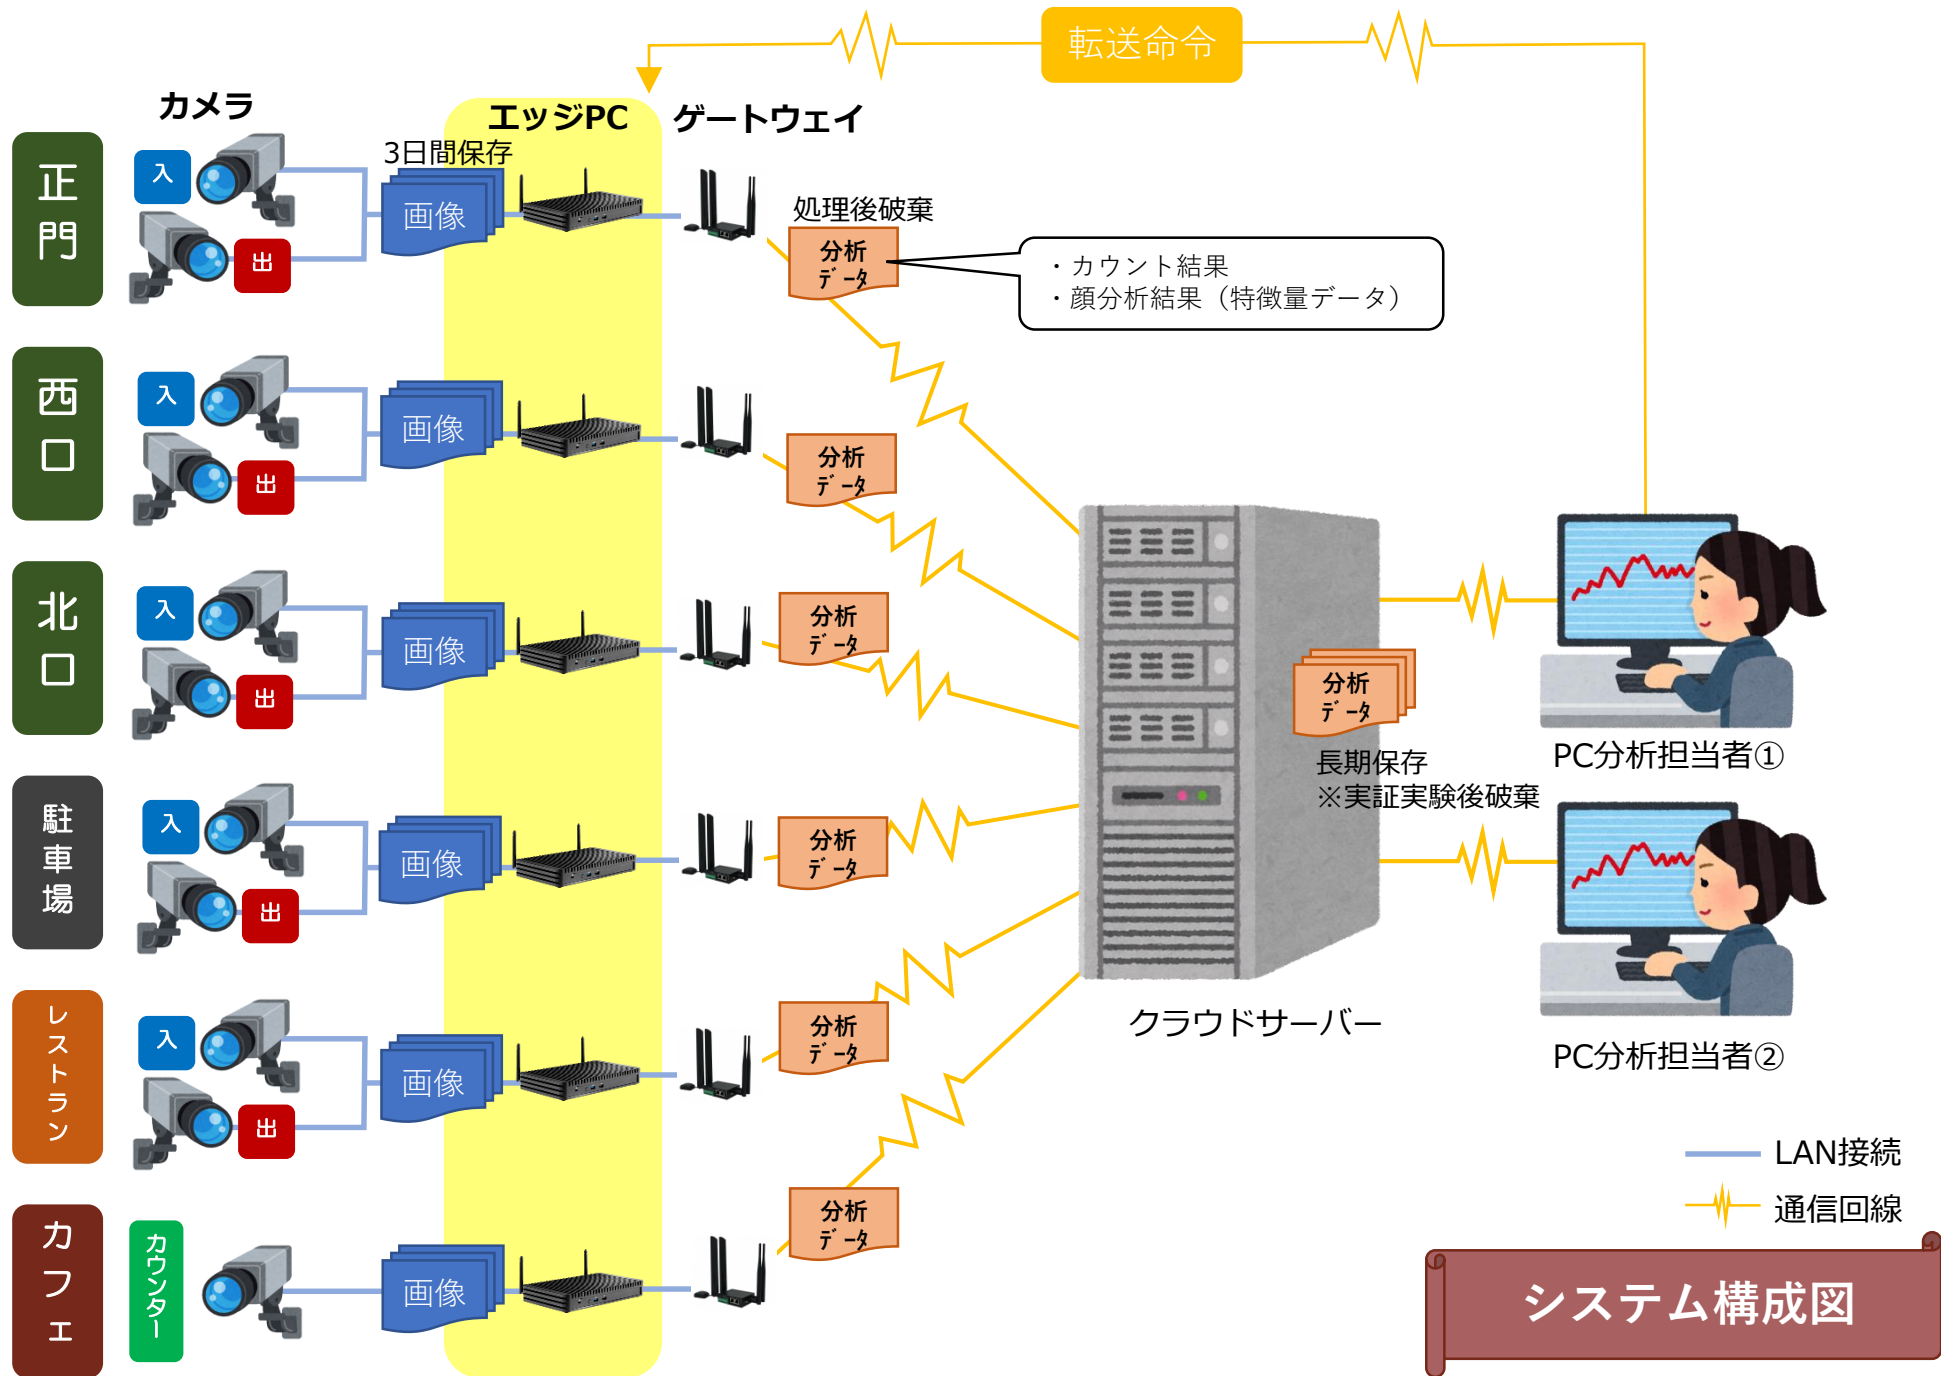 転送命令
カメラ
エッジPC
ゲートウェイ
正門
入
出
3日間保存
画像
処理後破棄
分析
データ
・カウント結果
・顔分析結果（特徴量データ）
西口
入
出
画像
分析
データ
北口
入
出
画像
分析
データ
駐車場
入
出
画像
分析
データ
レストラン
入
出
画像
分析
データ
カフェ
カウンター
画像
分析
データ
クラウドサーバー
分析
データ
長期保存
※実証実験後破棄
PC分析担当者①
PC分析担当者②
LAN接続
通信回線
システム構成図